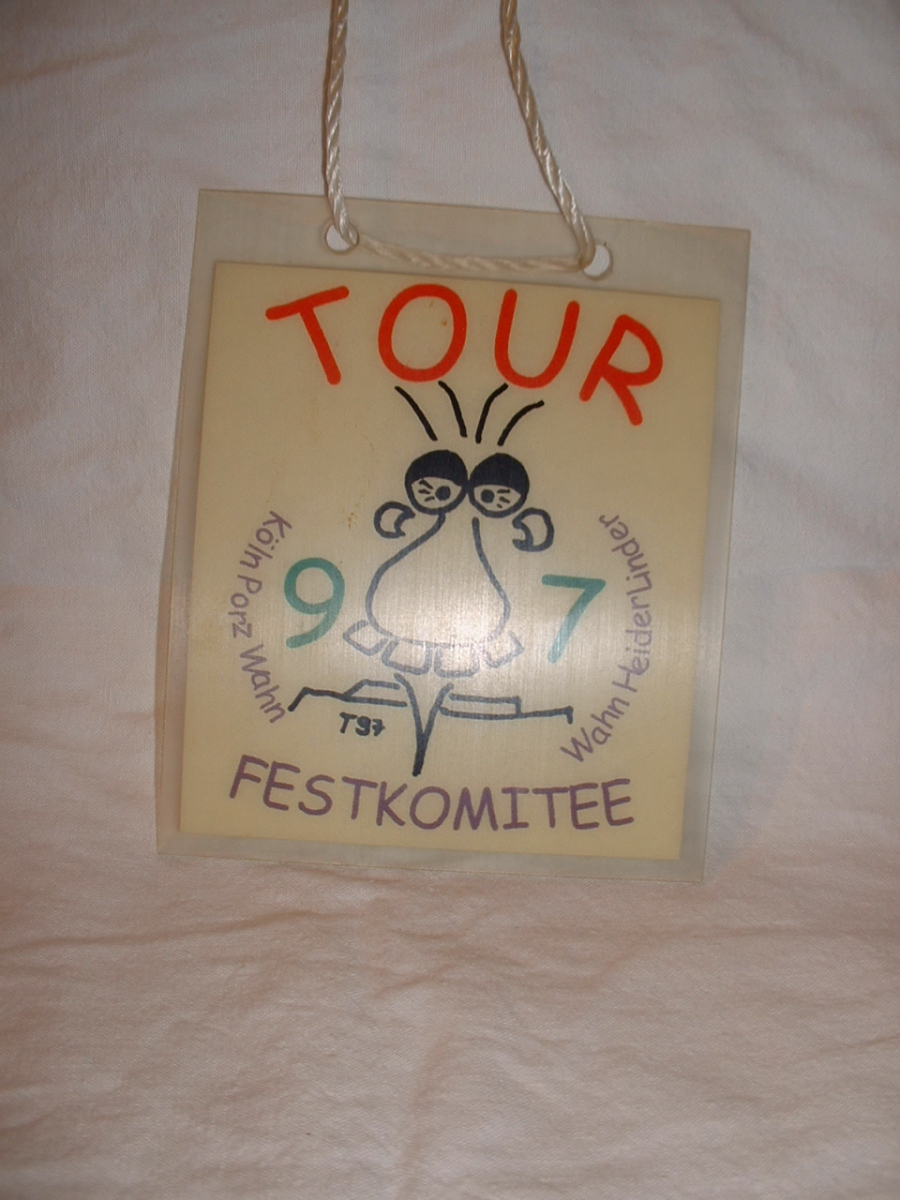 TOUR
9 7
Köln Porz Wahn
Wahn HeiderLinder
T97
FESTKOMITEE